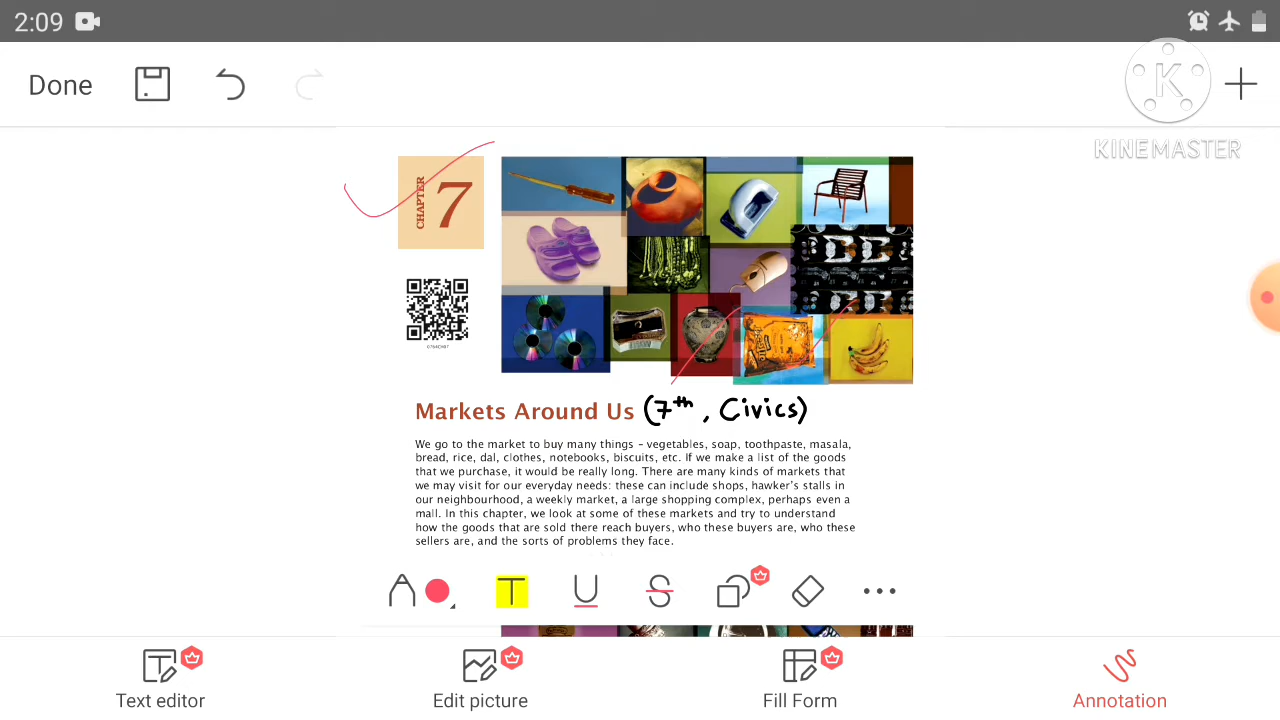 2:09
Done
K
KINEMASTER
CHAPTER 7
Markets Around Us (7th, Civics)
We go to the market to buy many things – vegetables, soap, toothpaste, masala,
bread, rice, dal, clothes, notebooks, biscuits, etc. If we make a list of the goods
that we purchase, it would be really long. There are many kinds of markets that
we may visit for our everyday needs: these can include shops, hawker's stalls in
our neighbourhood, a weekly market, a large shopping complex, perhaps even a
mall. In this chapter, we look at some of these markets and try to understand
how the goods that are sold there reach buyers, who these buyers are, who these
sellers are, and the sorts of problems they face.
T U S
Text editor
Edit picture
Fill Form
Annotation